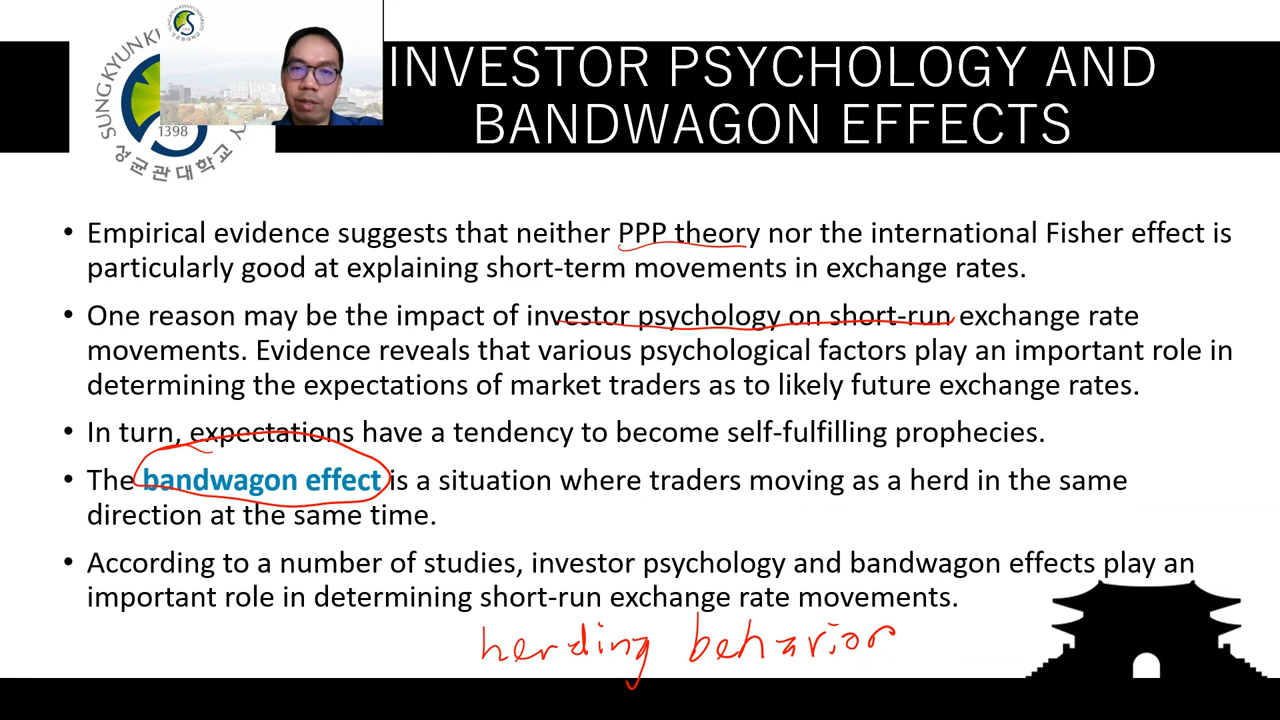 SUNGKYUNK
1398
성균관대학교
INVESTOR PSYCHOLOGY AND
BANDWAGON EFFECTS
• Empirical evidence suggests that neither PPP theory nor the international Fisher effect is
particularly good at explaining short-term movements in exchange rates.
• One reason may be the impact of investor psychology on short-run exchange rate
movements. Evidence reveals that various psychological factors play an important role in
determining the expectations of market traders as to likely future exchange rates.
• In turn, expectations have a tendency to become self-fulfilling prophecies.
• The bandwagon effect is a situation where traders moving as a herd in the same
direction at the same time.
• According to a number of studies, investor psychology and bandwagon effects play an
important role in determining short-run exchange rate movements.
herding behavior